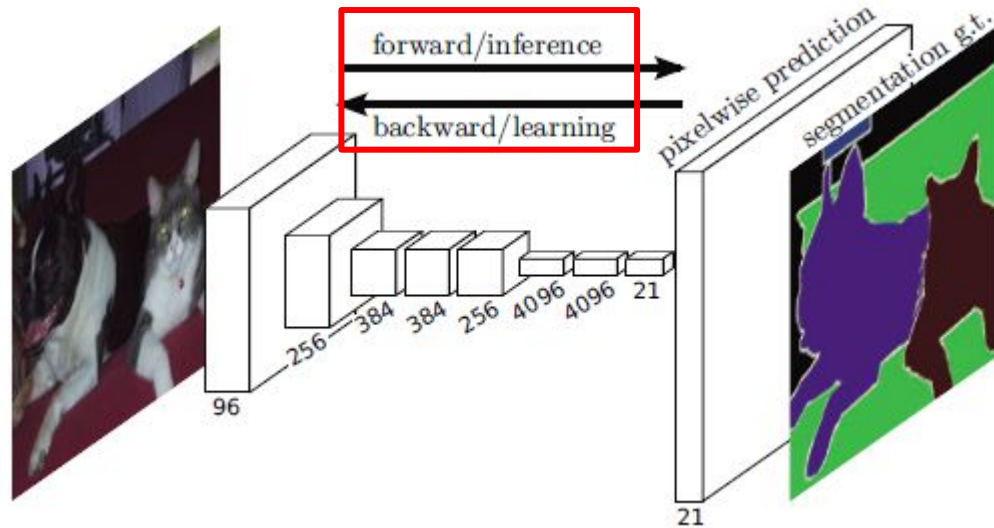 forward/inference
backward/learning
pixelwise prediction
segmentation g.t.
96
256
384
384
256
4096
4096
21
21